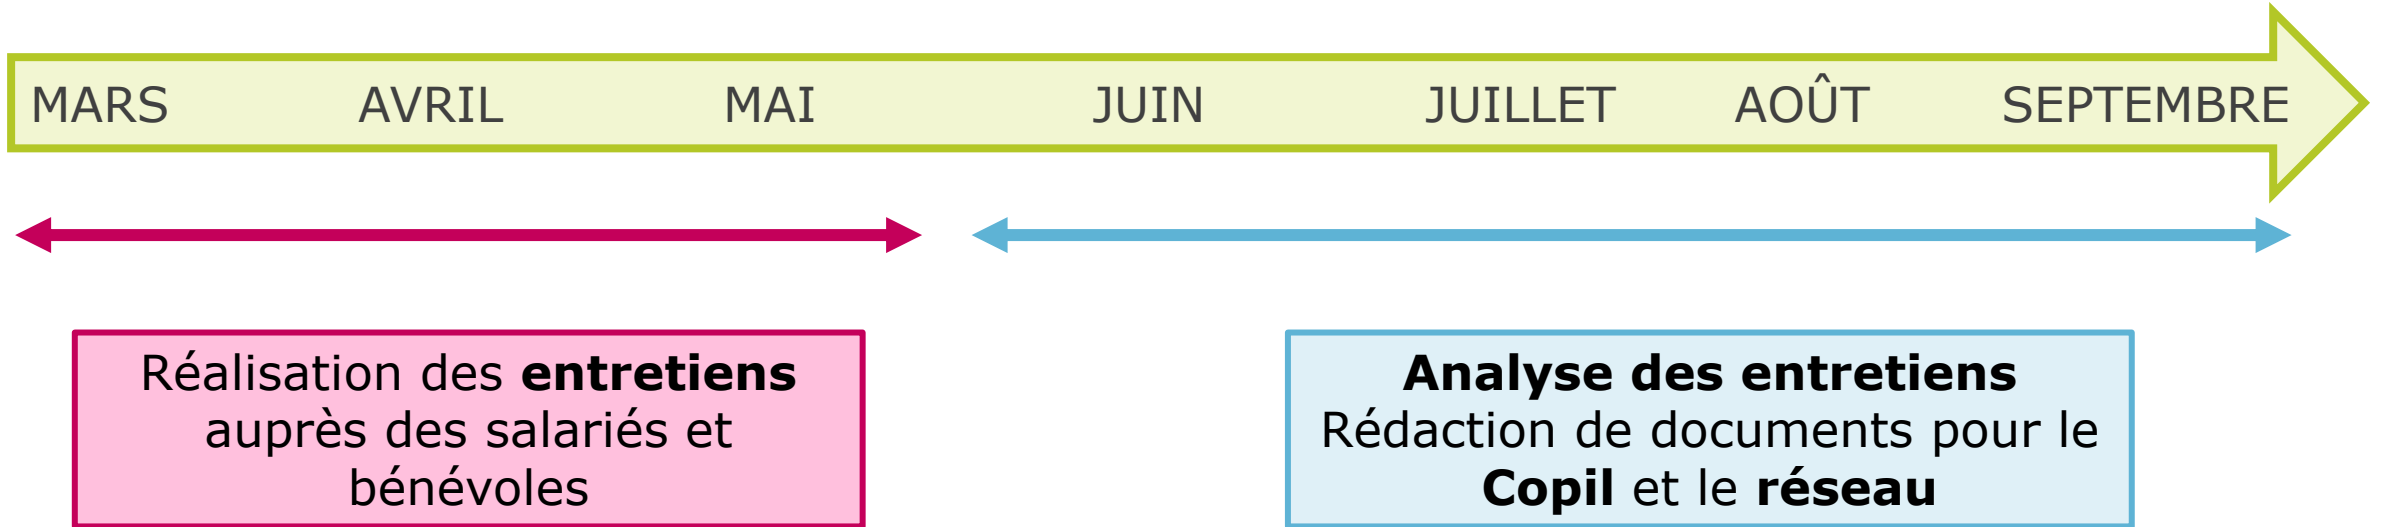 MARS AVRIL MAI JUIN JUILLET AOÛT SEPTEMBRE
Réalisation des entretiens
auprès des salariés et
bénévoles
Analyse des entretiens
Rédaction de documents pour le
Copil et le réseau